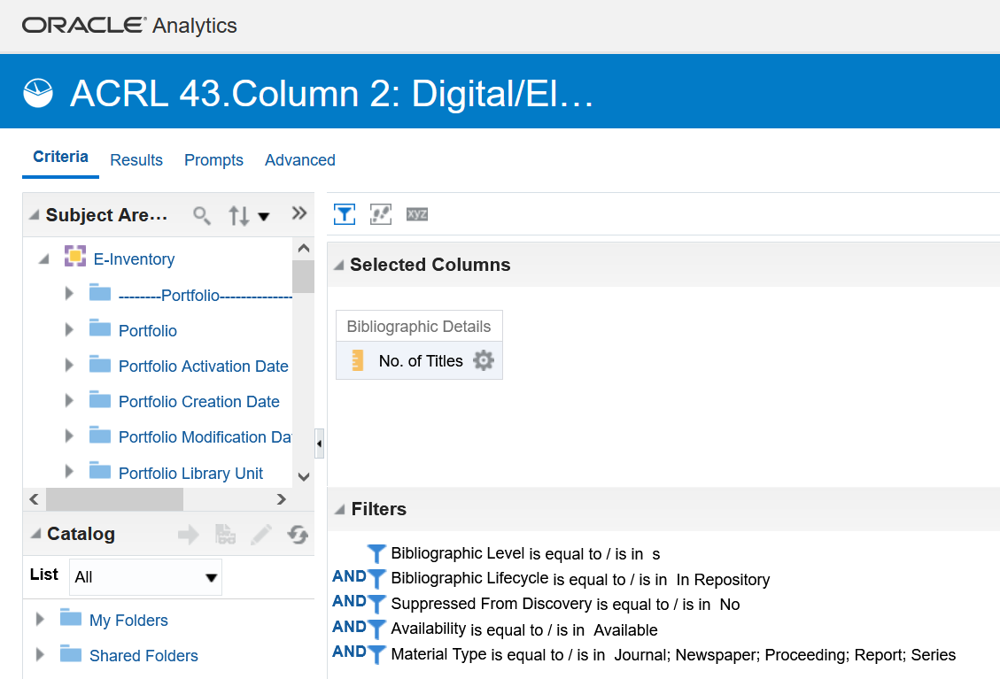 ORACLE® Analytics
ACRL 43.Column 2: Digital/El...
Criteria Results Prompts Advanced
Subject Are...
E-Inventory
--------Portfolio--------------
Portfolio
Portfolio Activation Date
Portfolio Creation Date
Portfolio Modification Da
Portfolio Library Unit
Catalog
List All
My Folders
Shared Folders
xyz
Selected Columns
Bibliographic Details
No. of Titles
Filters
Bibliographic Level is equal to / is in s
AND Bibliographic Lifecycle is equal to / is in In Repository
AND Suppressed From Discovery is equal to / is in No
AND Availability is equal to / is in Available
AND Material Type is equal to / is in Journal; Newspaper; Proceeding; Report; Series